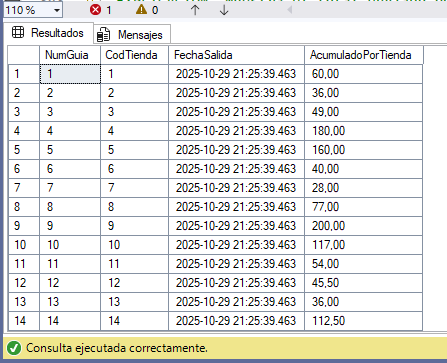 110 % 1 0
Resultados Mensajes
NumGuia CodTienda FechaSalida AcumuladoPorTienda
1 1 1 2025-10-29 21:25:39.463 60,00
2 2 2 2025-10-29 21:25:39.463 36,00
3 3 3 2025-10-29 21:25:39.463 49,00
4 4 4 2025-10-29 21:25:39.463 180,00
5 5 5 2025-10-29 21:25:39.463 160,00
6 6 6 2025-10-29 21:25:39.463 40,00
7 7 7 2025-10-29 21:25:39.463 28,00
8 8 8 2025-10-29 21:25:39.463 77,00
9 9 9 2025-10-29 21:25:39.463 200,00
10 10 10 2025-10-29 21:25:39.463 117,00
11 11 11 2025-10-29 21:25:39.463 54,00
12 12 12 2025-10-29 21:25:39.463 45,50
13 13 13 2025-10-29 21:25:39.463 36,00
14 14 14 2025-10-29 21:25:39.463 112,50
Consulta ejecutada correctamente.